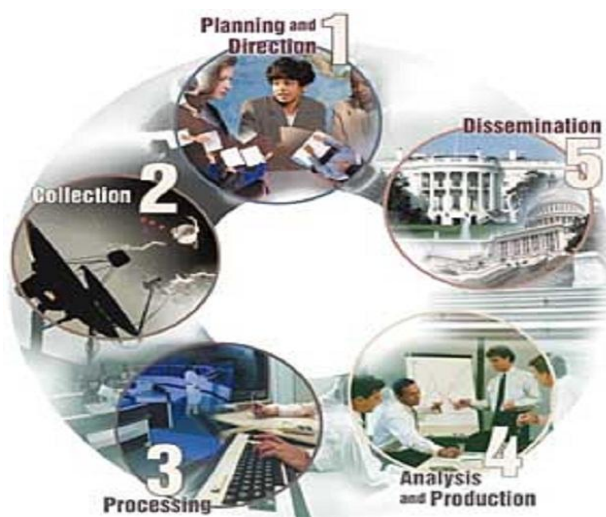 Planning and
Direction 1
Collection 2
3
Processing
4
Analysis
and Production
Dissemination
5